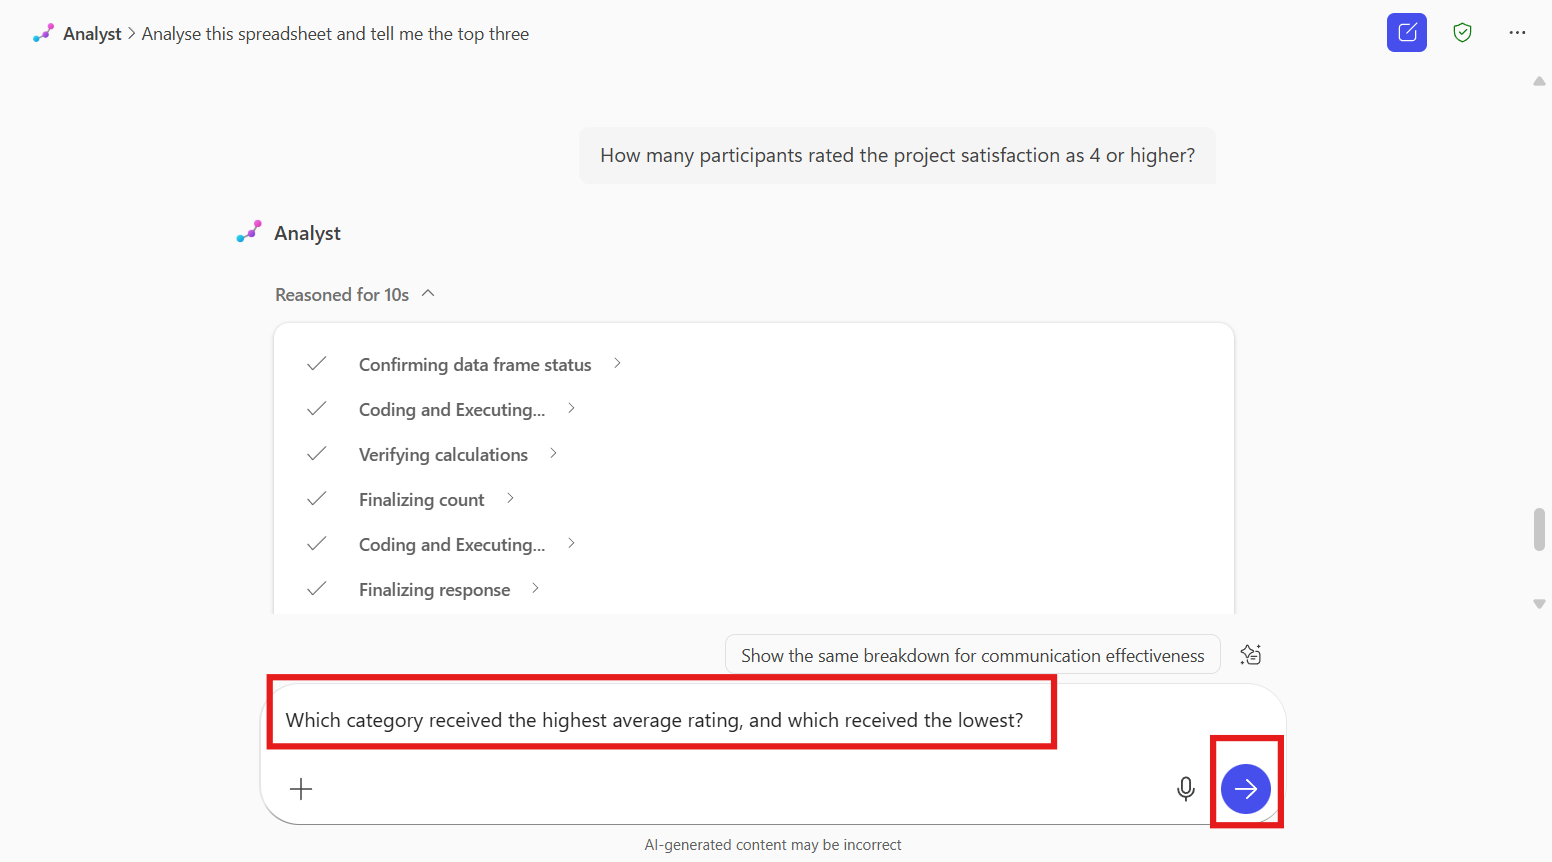 Analyst > Analyse this spreadsheet and tell me the top three
How many participants rated the project satisfaction as 4 or higher?
Analyst
Reasoned for 10s
Confirming data frame status
Coding and Executing...
Verifying calculations
Finalizing count
Coding and Executing...
Finalizing response
Show the same breakdown for communication effectiveness
Which category received the highest average rating, and which received the lowest?
AI-generated content may be incorrect